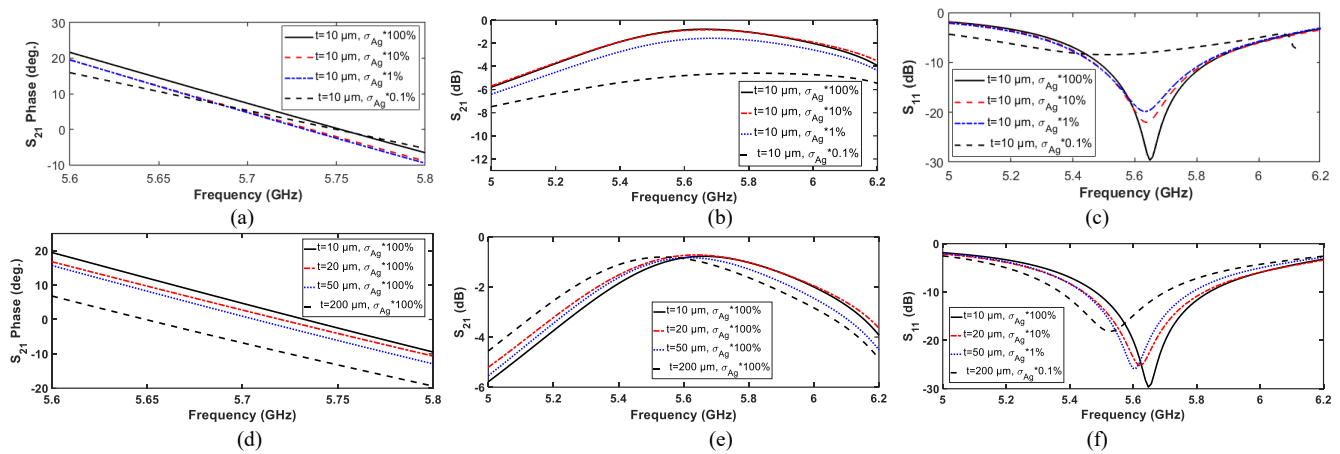 S21 Phase (deg.)
30
20
10
0
-10
t=10 µm, σAg*100%
t=10 µm, σAg*10%
t=10 µm, σAg*1%
t=10 µm, σAg*0.1%
5.6 5.65 5.7 5.75 5.8
Frequency (GHz)
(a)
S21 (dB)
0
-2
-4
-6
-8
-10
-12
t=10 µm, σAg*100%
t=10 µm, σAg*10%
t=10 µm, σAg*1%
t=10 µm, σAg*0.1%
5 5.2 5.4 5.6 5.8 6 6.2
Frequency (GHz)
(b)
S11 (dB)
0
-10
-20
-30
t=10 µm, σAg*100%
t=10 µm, σAg*10%
t=10 µm, σAg*1%
t=10 µm, σAg*0.1%
5 5.2 5.4 5.6 5.8 6 6.2
Frequency (GHz)
(c)
S21 Phase (deg.)
20
10
0
-10
-20
t=10 µm, σAg*100%
t=20 µm, σAg*100%
t=50 µm, σAg*100%
t=200 µm, σAg*100%
5.6 5.65 5.7 5.75 5.8
Frequency (GHz)
(d)
S21 (dB)
0
-2
-4
-6
t=10 µm, σAg*100%
t=20 µm, σAg*100%
t=50 µm, σAg*100%
t=200 µm, σAg*100%
5 5.2 5.4 5.6 5.8 6 6.2
Frequency (GHz)
(e)
S11 (dB)
0
-10
-20
-30
t=10 µm, σAg*100%
t=20 µm, σAg*10%
t=50 µm, σAg*1%
t=200 µm, σAg*0.1%
5 5.2 5.4 5.6 5.8 6 6.2
Frequency (GHz)
(f)